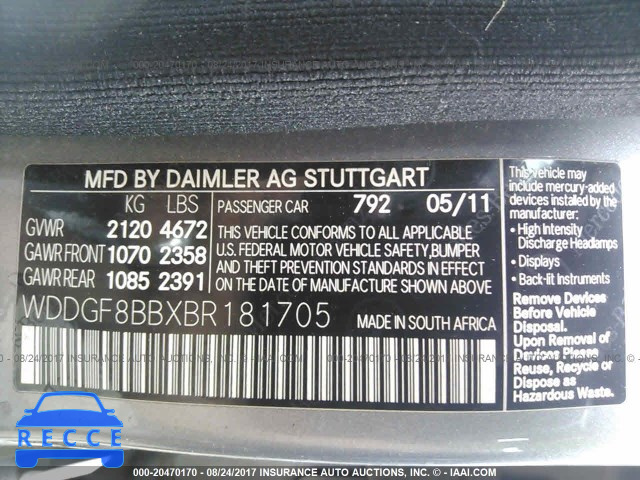 MFD BY DAIMLER AG STUTTGART
KG LBS
PASSENGER CAR 792 05/11
GVWR 2120 4672
GAWR FRONT 1070 2358
GAWR REAR 1085 2391
THIS VEHICLE CONFORMS TO ALL APPLICABLE
U.S. FEDERAL MOTOR VEHICLE SAFETY, BUMPER
AND THEFT PREVENTION STANDARDS
IN EFFECT ON THE DATE OF
MANUFACTURE SHOWN ABOVE
WDDGF8BBXBR181705 MADE IN SOUTH AFRICA
This Vehicle may
include mercury-added
devices installed by the
manufacturer:
• High Intensity
Discharge Headlamps
• Displays
• Back-lit Instruments
Remove Devices
Before Vehicle
Disposal.
Upon Removal of
Devices Please
Reuse, Recycle or
Dispose as
Hazardous Waste.
RECCE
000-20470170 - 08/24/2017 INSURANCE AUTO AUCTIONS, INC. - © IAAI.COM